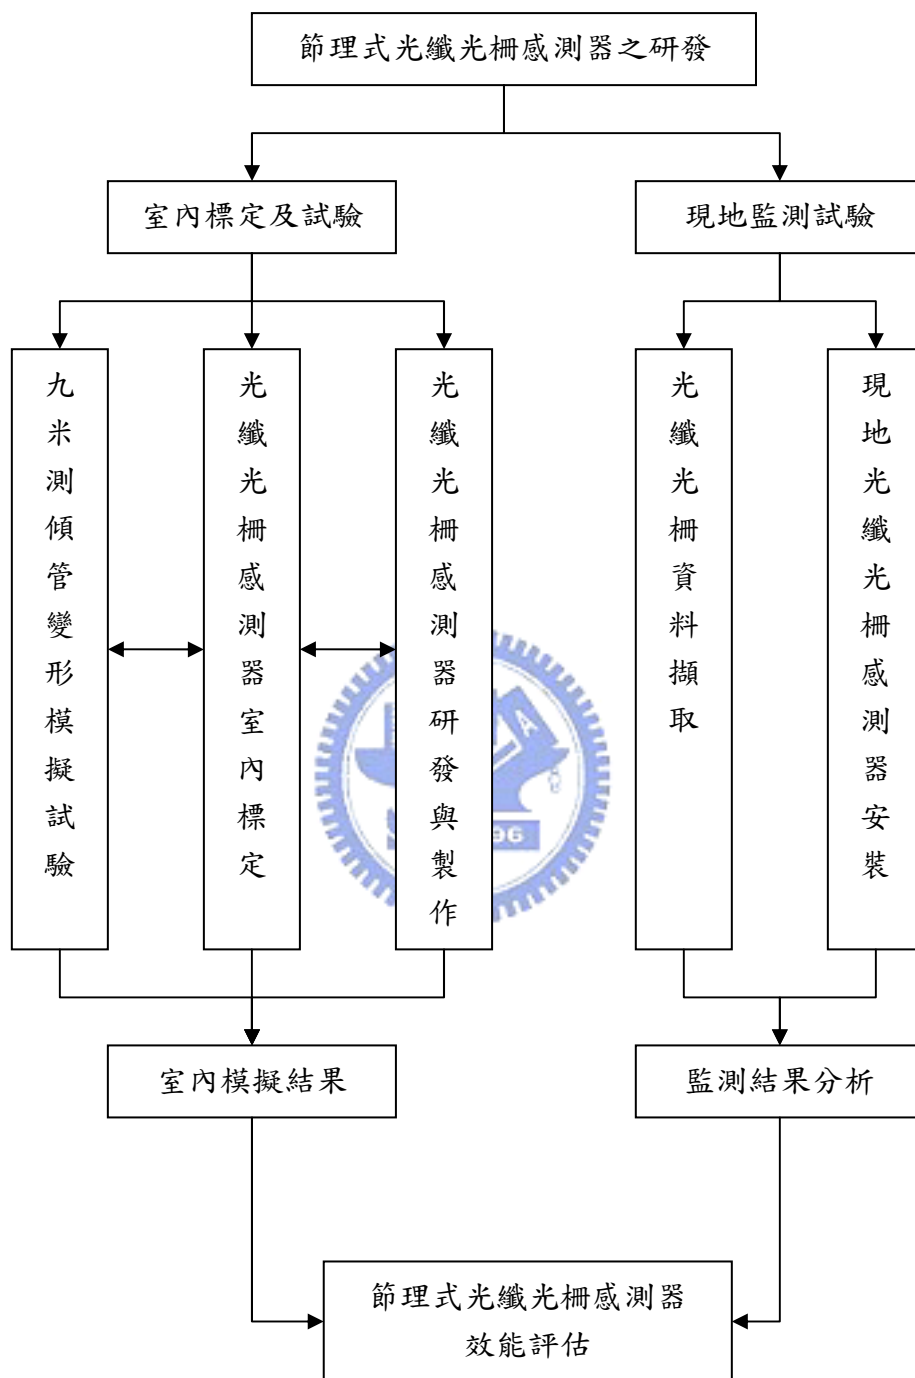 節理式光纖光柵感測器之研發
室內標定及試驗
現地監測試驗
九米測傾管變形模擬試驗
光纖光柵感測器室內標定
光纖光柵感測器研發與製作
光纖光柵資料擷取
現地光纖光柵感測器安裝
室內模擬結果
監測結果分析
節理式光纖光柵感測器
效能評估